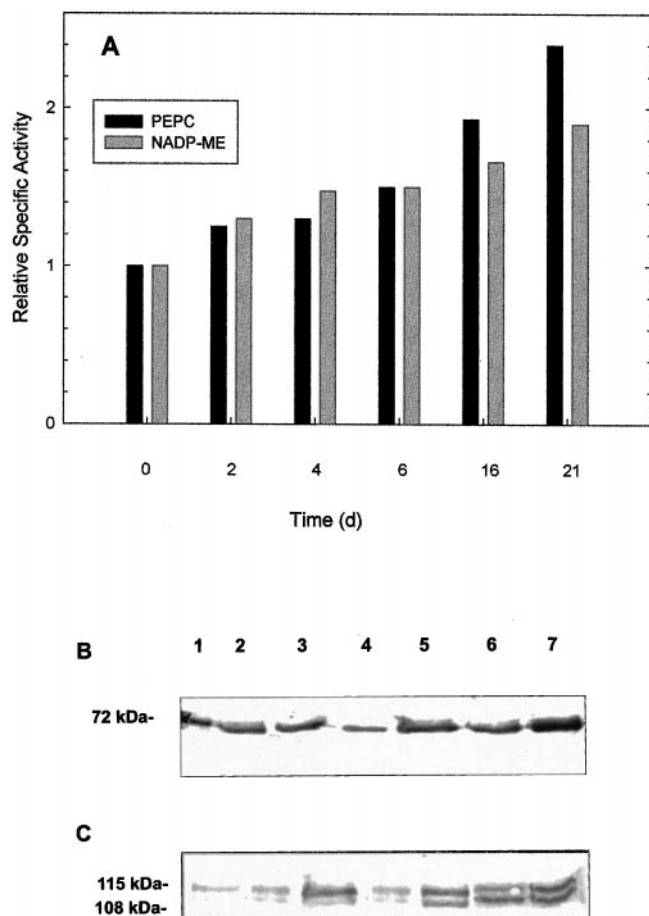 A
Relative Specific Activity
2
1
0
PEPC
NADP-ME
0 2 4 6 16 21
Time (d)
B
1 2 3 4 5 6 7
72 kDa-
C
115 kDa-
108 kDa-